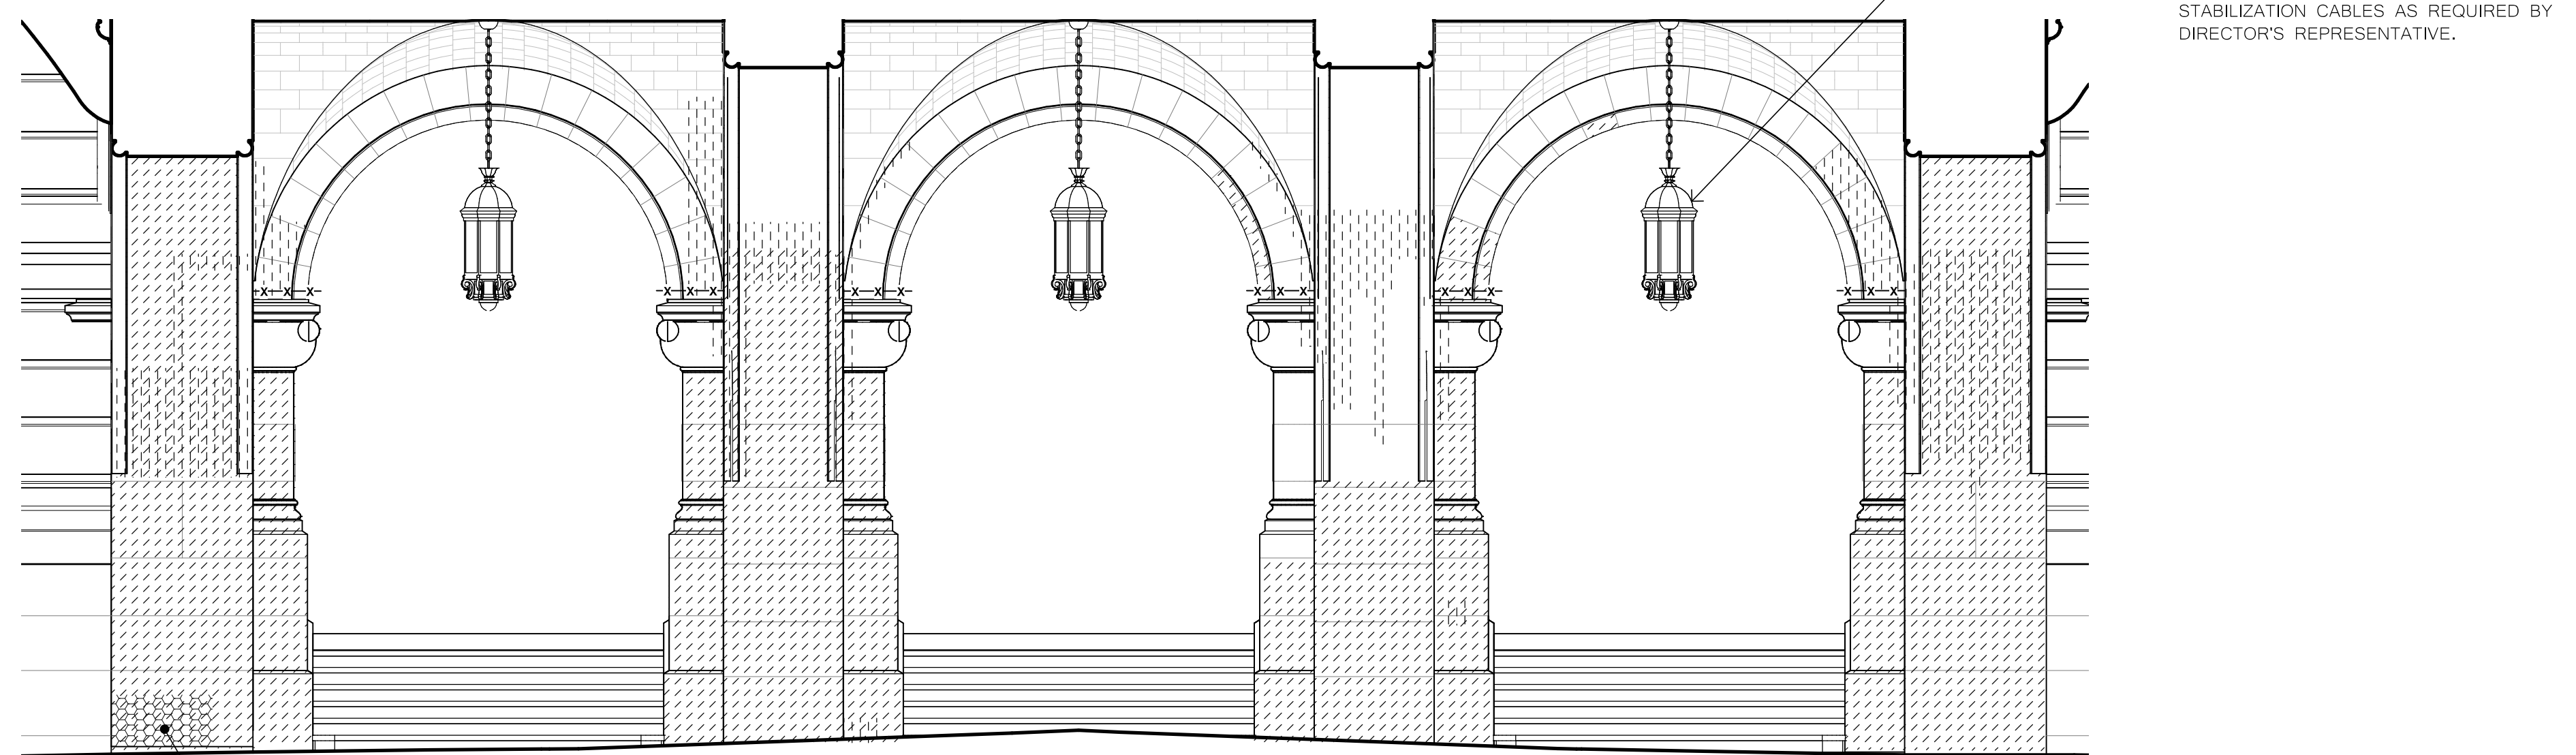 STABILIZATION CABLES AS REQUIRED BY
DIRECTOR'S REPRESENTATIVE.
X X X
X X X
X X X
X X X
X X X
X X X